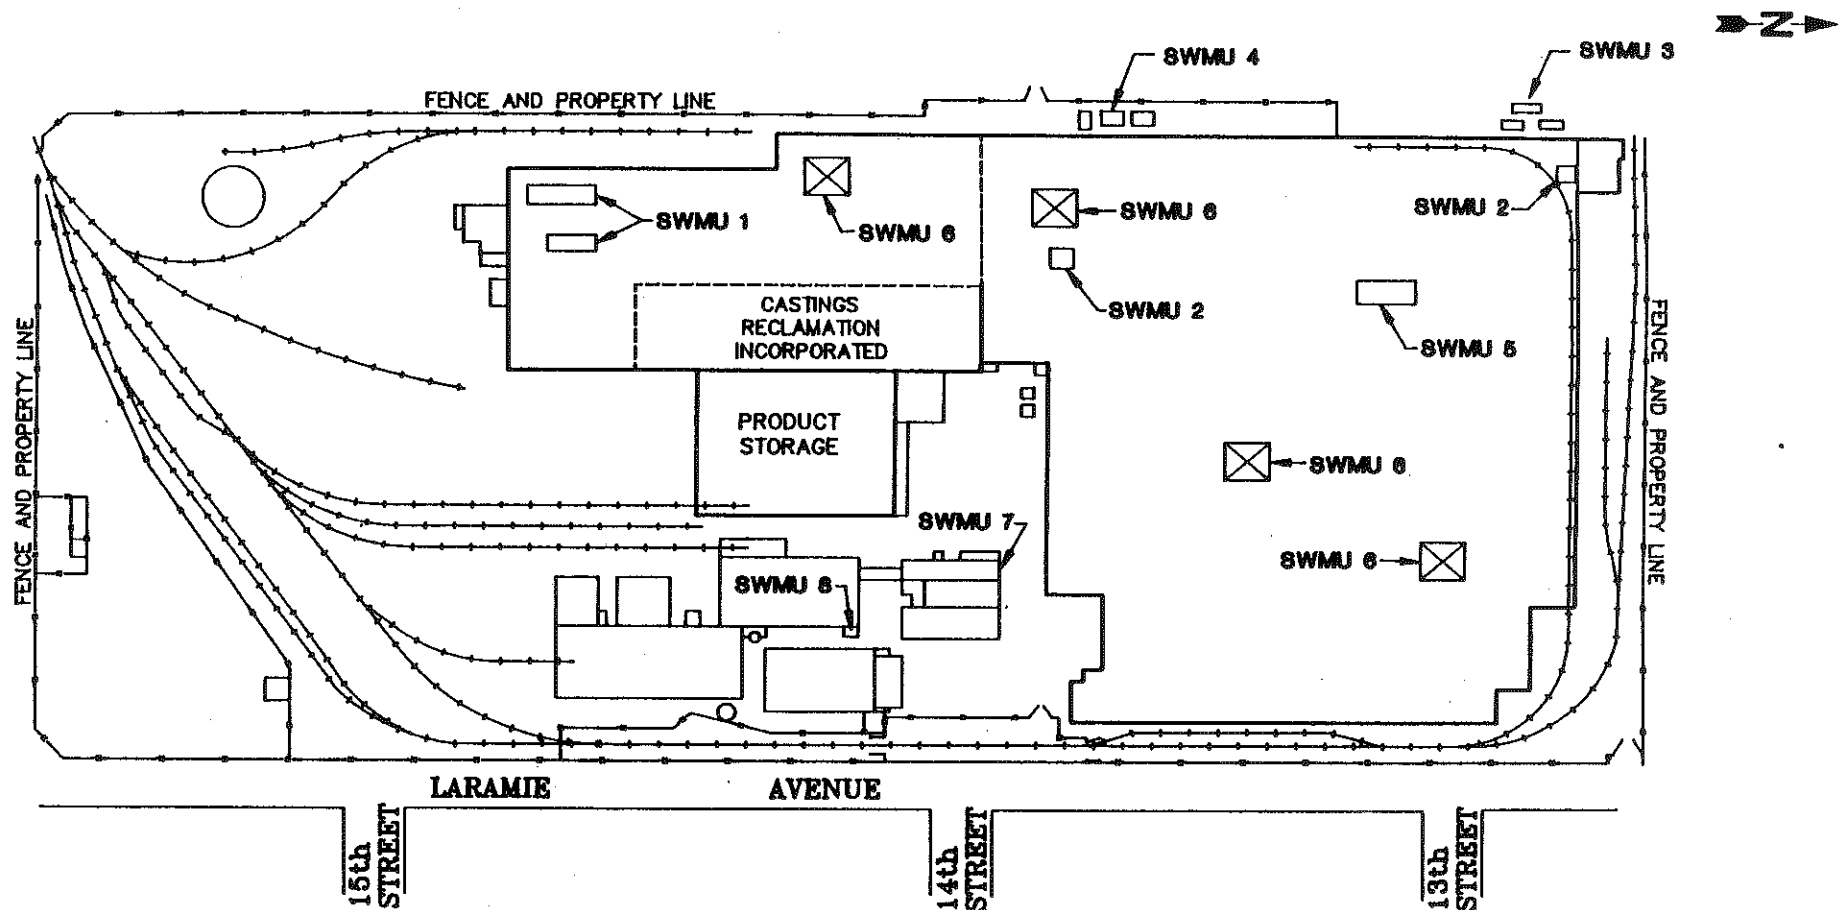 N
SWMU 4
SWMU 3
FENCE AND PROPERTY LINE
SWMU 1
SWMU 6
SWMU 6
SWMU 2
SWMU 2
CASTINGS
RECLAMATION
INCORPORATED
SWMU 5
FENCE AND PROPERTY LINE
FENCE AND PROPERTY LINE
PRODUCT
STORAGE
SWMU 6
SWMU 7
SWMU 6
SWMU 8
LARAMIE AVENUE
15th
STREET
14th
STREET
13th
STREET